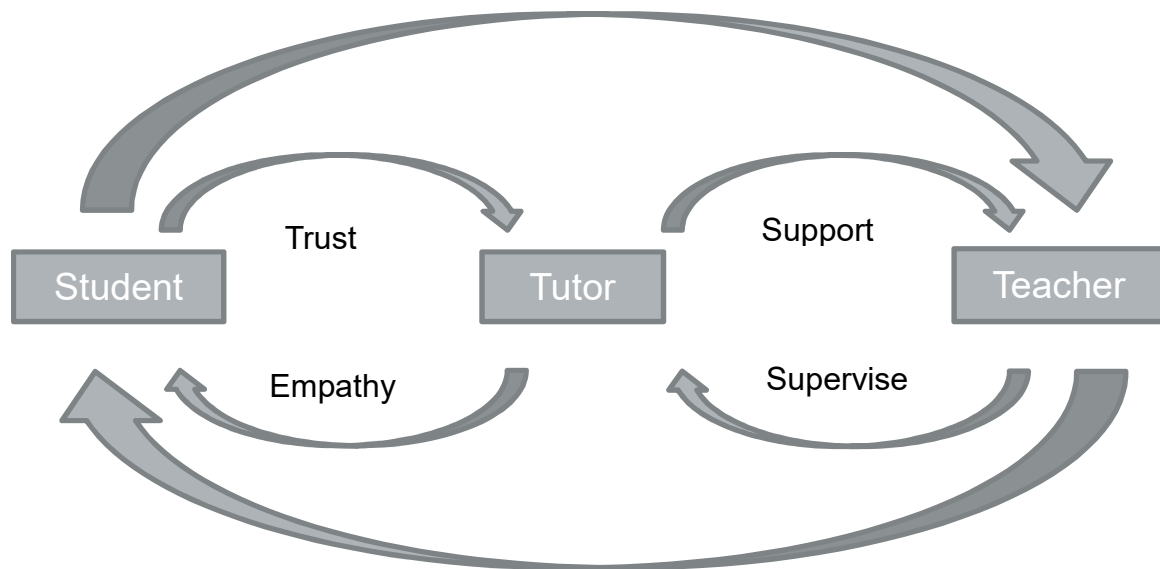 Trust
Support
Student
Tutor
Teacher
Empathy
Supervise